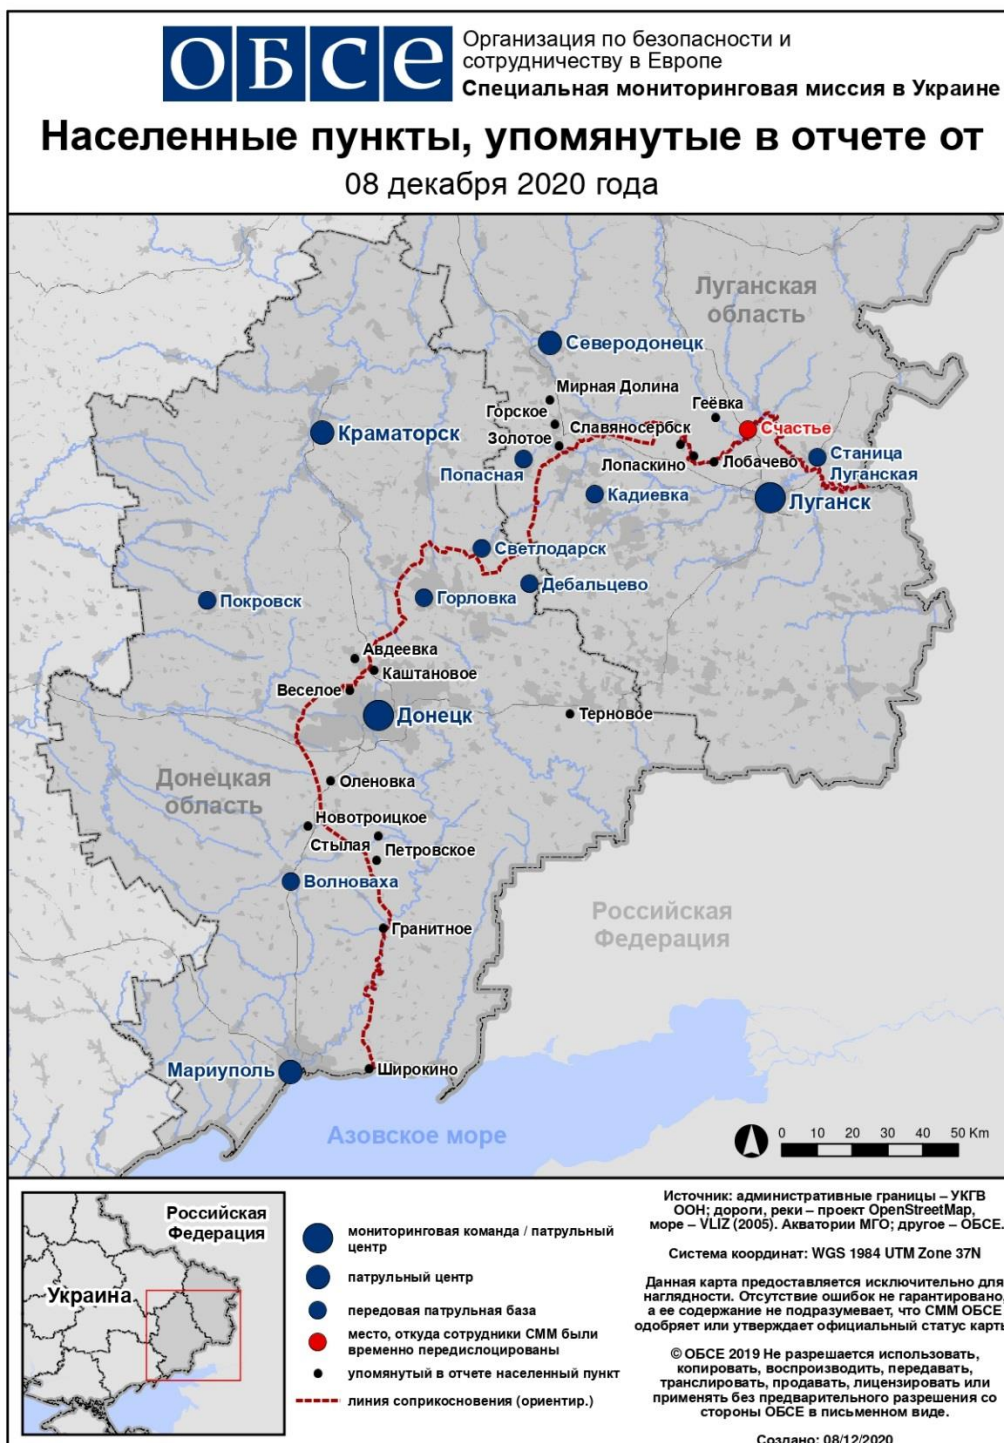 ОБСЕ
Организация по безопасности и
сотрудничеству в Европе
Специальная мониторинговая миссия в Украине
Населенные пункты, упомянутые в отчете от
08 декабря 2020 года
Луганская
область
Северодонецк
Мирная Долина
Геёвка
Горское
Славяносербск
Счастье
Краматорск
Золотое
Станица
Луганская
Попасная
Лопаскино
Лобачево
Кадиевка
Луганск
Светлодарск
Дебальцево
Покровск
Горловка
Авдеевка
Каштановое
Веселое
Донецк
Терновое
Донецкая
область
Оленовка
Новотроицкое
Стылая
Петровское
Волноваха
Российская
Федерация
Гранитное
Мариуполь
Широкино
Азовское море
0 10 20 30 40 50 Km
Российская
Федерация
Украина
мониторинговая команда / патрульный
центр
патрульный центр
передовая патрульная база
место, откуда сотрудники СММ были
временно передислоцированы
упомянутый в отчете населенный пункт
линия соприкосновения (ориентир.)
Источник: административные границы – УКГВ
ООН; дороги, реки – проект OpenStreetMap,
море – VLIZ (2005). Акватории МГО; другое – ОБСЕ.
Система координат: WGS 1984 UTM Zone 37N
Данная карта предоставляется исключительно для
наглядности. Отсутствие ошибок не гарантировано,
а ее содержание не подразумевает, что СММ ОБСЕ
одобряет или утверждает официальный статус карты
© ОБСЕ 2019 Не разрешается использовать,
копировать, воспроизводить, передавать,
транслировать, продавать, лицензировать или
применять без предварительного разрешения со
стороны ОБСЕ в письменном виде.
Создано: 08/12/2020